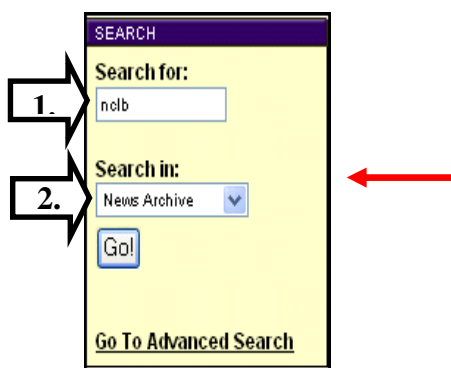 SEARCH
Search for:
1.
nclb
Search in:
2.
News Archive
Go!
Go To Advanced Search